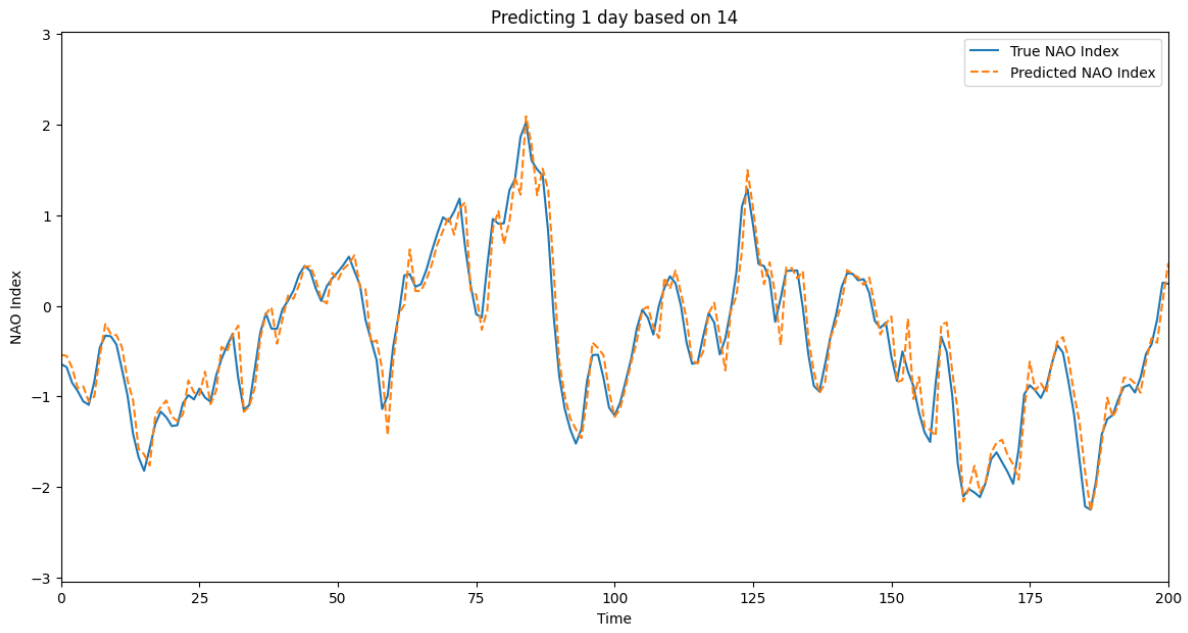 Predicting 1 day based on 14
True NAO Index
Predicted NAO Index
NAO Index
3
2
1
0
−1
−2
−3
0 25 50 75 100 125 150 175 200
Time